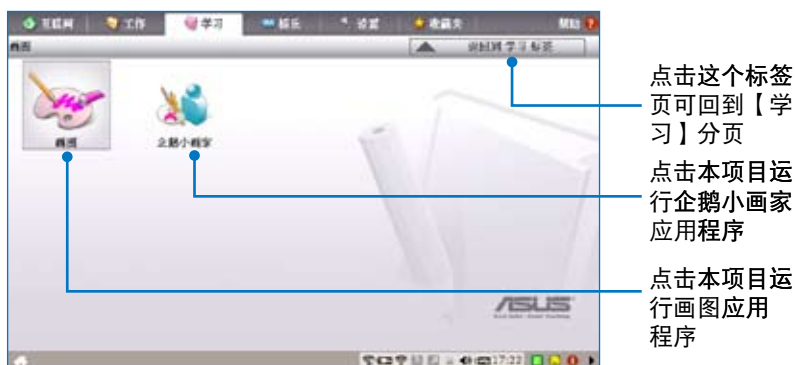 互联网 工作 学习 娱乐 设置 收藏夹 帮助
画图 返回到 学习 标签
画图 企鹅小画家
点击这个标签
页可回到【学
习】分页
点击本项目运
行企鹅小画家
应用程序
点击本项目运
行画图应用
程序
ASUS
17:22